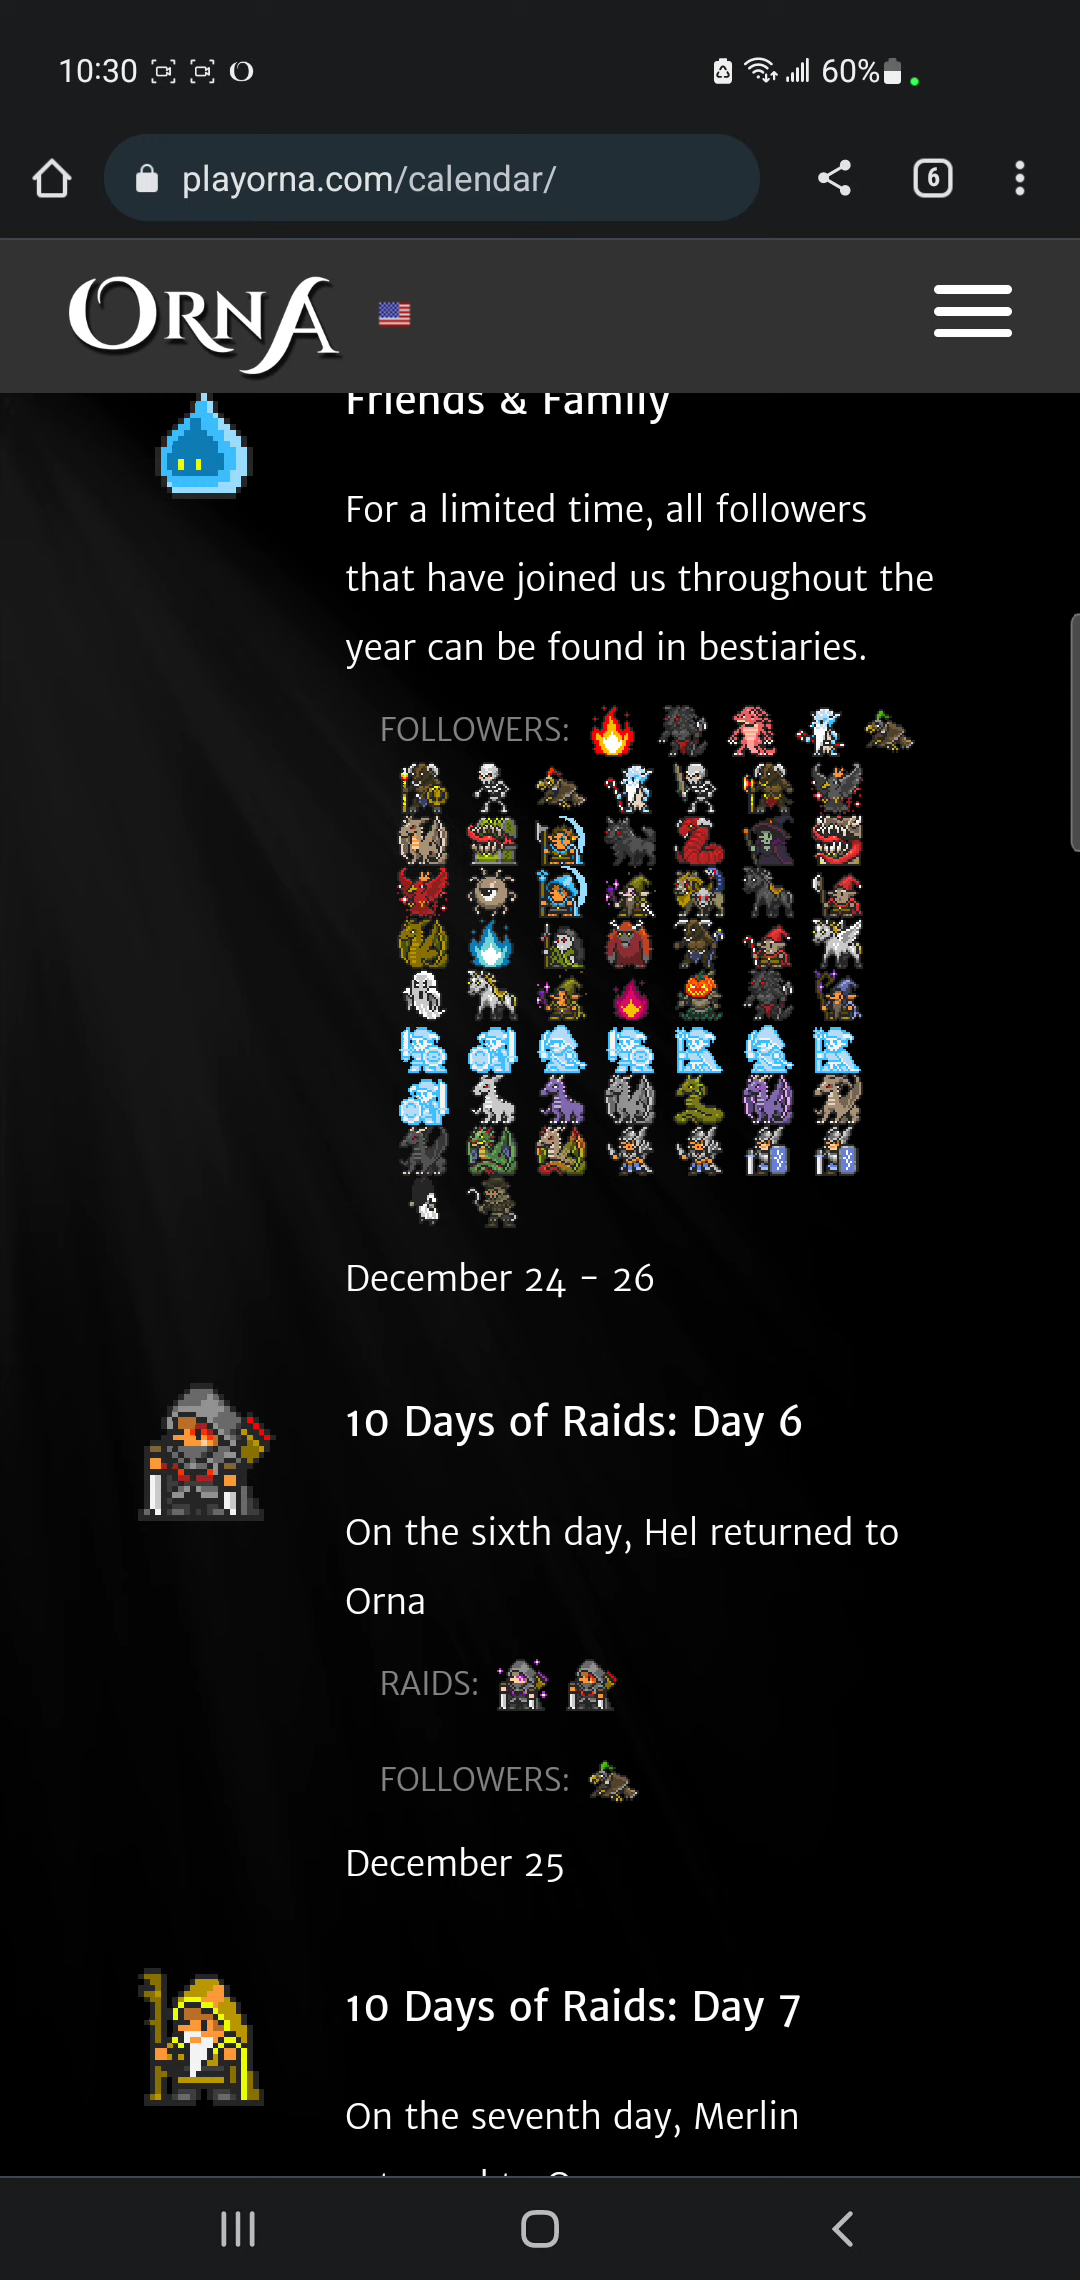 10:30
60%
playorna.com/calendar/
6
ORNA
Friends & Family
For a limited time, all followers
that have joined us throughout the
year can be found in bestiaries.
FOLLOWERS:
December 24 - 26
10 Days of Raids: Day 6
On the sixth day, Hel returned to
Orna
RAIDS:
FOLLOWERS:
December 25
10 Days of Raids: Day 7
On the seventh day, Merlin